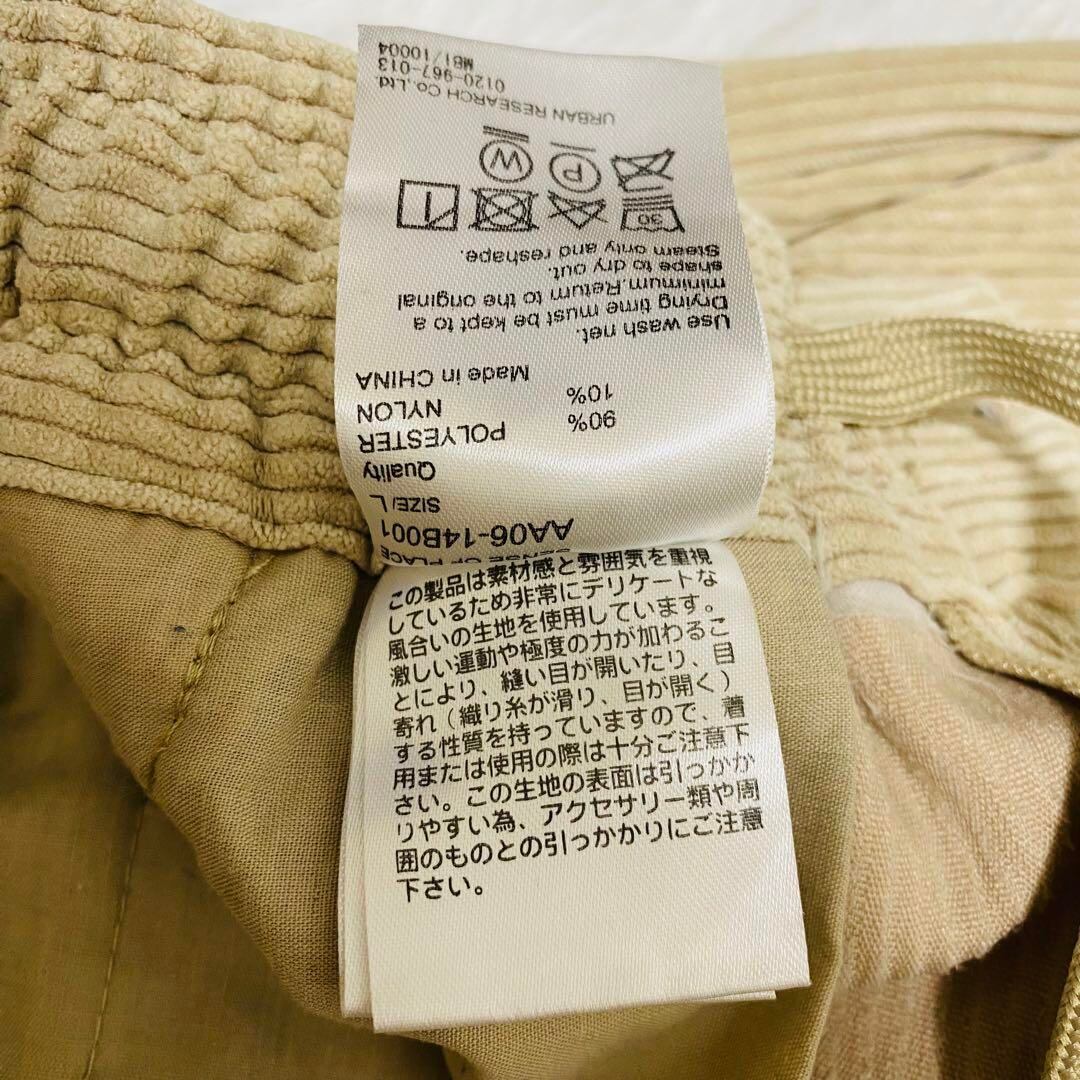 SENSE OF PLACE
AA06-14B001
SIZE/L
Quality
POLYESTER 90%
NYLON 10%
Made in CHINA
Use wash net.
Drying time must be kept to a
minimum.Return to the original
shape to dry out.
Steam only and reshape.
30
P W
URBAN RESEARCH Co.,Ltd.
0120-967-013
MB1/10004
この製品は素材感と雰囲気を重視
しているため非常にデリケートな
風合いの生地を使用しています。
激しい運動や極度の力が加わるこ
とにより、縫い目が開いたり、目
寄れ（織り糸が滑り、目が開く）
する性質を持っていますので、着
用または使用の際は十分ご注意下
さい。この生地の表面は引っかか
りやすい為、アクセサリー類や周
囲のものとの引っかかりにご注意
下さい。